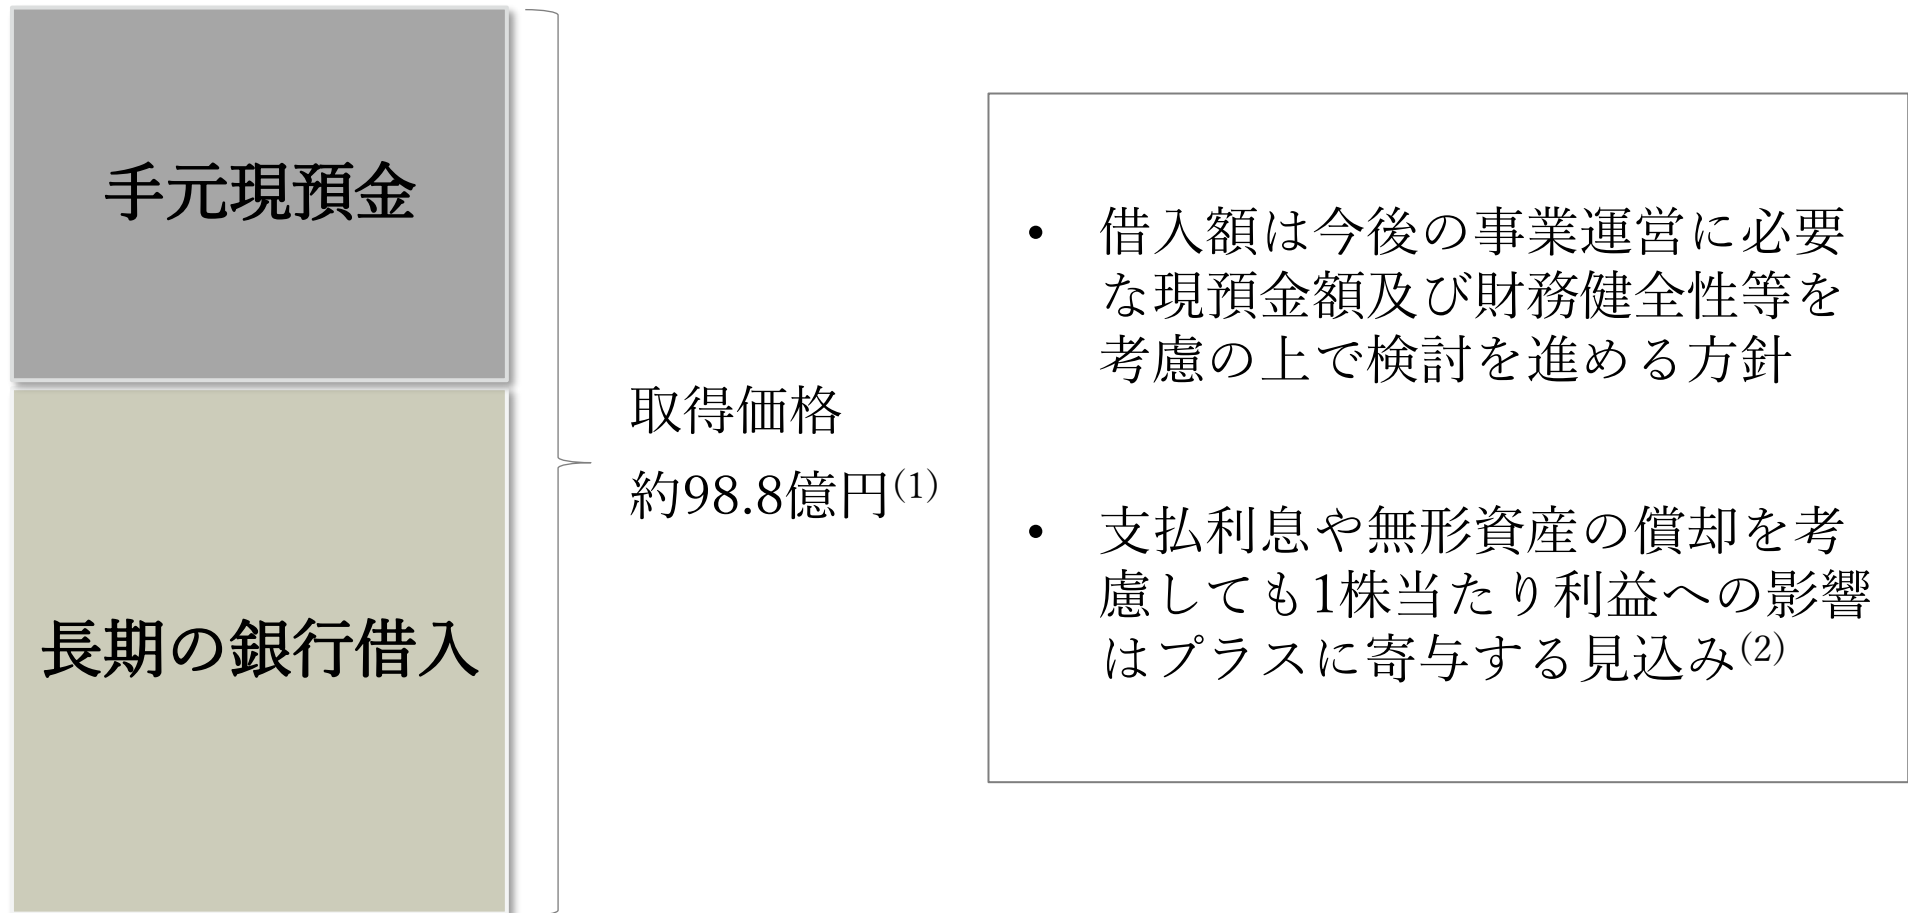 手元現預金
長期の銀行借入
取得価格
約98.8億円(1)
• 借入額は今後の事業運営に必要
な現預金額及び財務健全性等を
考慮の上で検討を進める方針
• 支払利息や無形資産の償却を考
慮しても1株当たり利益への影響
はプラスに寄与する見込み(2)